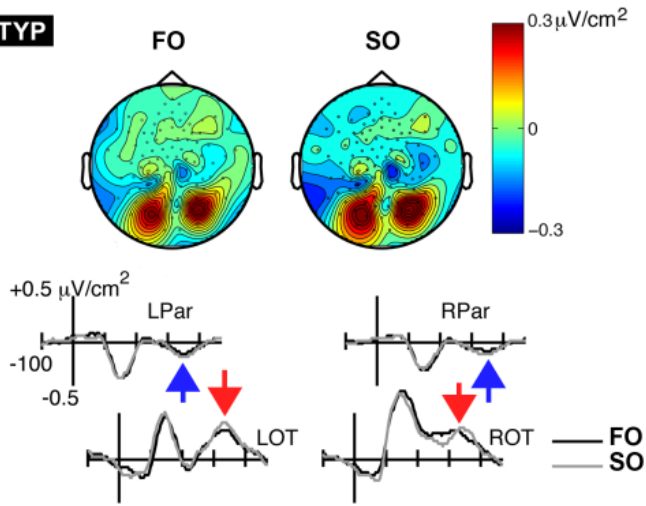 TYP
FO
SO
0.3 μV/cm2
0
−0.3
+0.5 μV/cm2
LPar
RPar
-100
-0.5
LOT
ROT
FO
SO